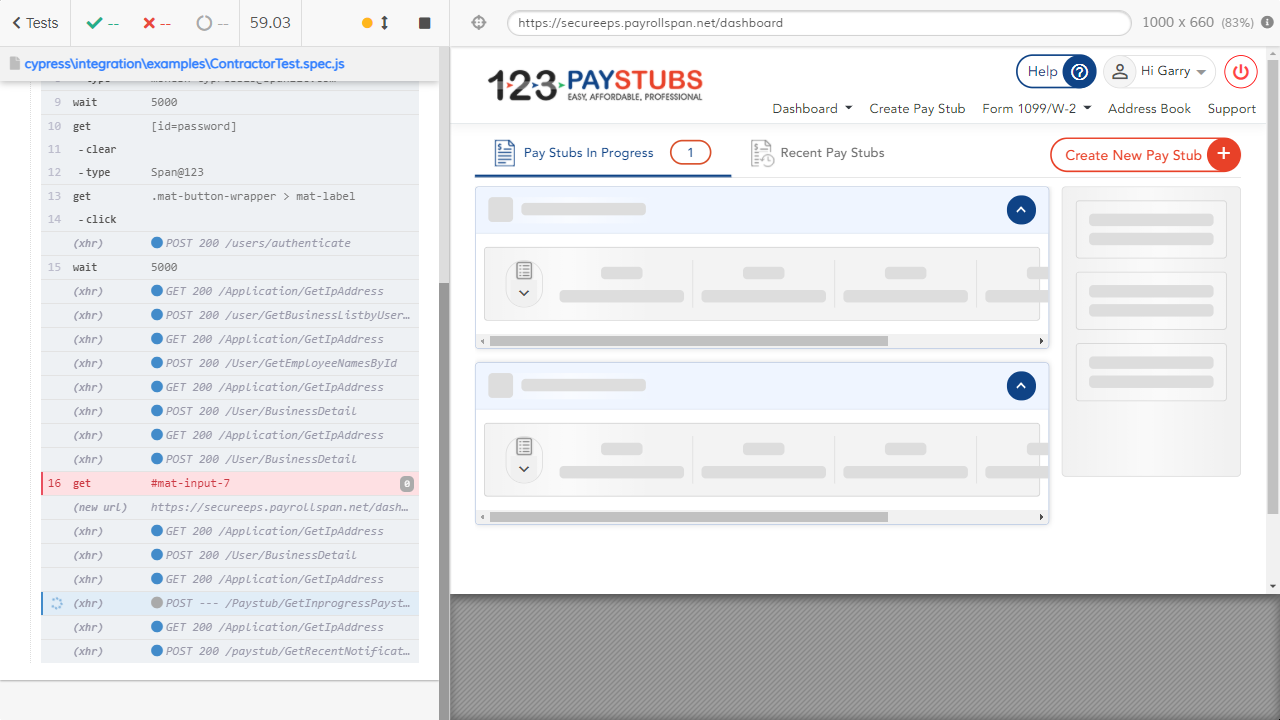 Tests
--
--
--
59.03
cypress\integration\examples\ContractorTest.spec.js
9 wait 5000
10 get [id=password]
11 -clear
12 -type Span@123
13 get .mat-button-wrapper > mat-label
14 -click
(xhr) POST 200 /users/authenticate
15 wait 5000
(xhr) GET 200 /Application/GetIpAddress
(xhr) POST 200 /user/GetBusinessListbyUser…
(xhr) GET 200 /Application/GetIpAddress
(xhr) POST 200 /User/GetEmployeeNamesById
(xhr) GET 200 /Application/GetIpAddress
(xhr) POST 200 /User/BusinessDetail
(xhr) GET 200 /Application/GetIpAddress
(xhr) POST 200 /User/BusinessDetail
16 get #mat-input-7 0
(new url) https://secureeps.payrollspan.net/dash…
(xhr) GET 200 /Application/GetIpAddress
(xhr) POST 200 /User/BusinessDetail
(xhr) GET 200 /Application/GetIpAddress
(xhr) POST --- /Paystub/GetInprogressPayst…
(xhr) GET 200 /Application/GetIpAddress
(xhr) POST 200 /paystub/GetRecentNotificat…
https://secureeps.payrollspan.net/dashboard
1000 x 660 (83%)
123 PAYSTUBS
EASY, AFFORDABLE, PROFESSIONAL
Help
Hi Garry
Dashboard
Create Pay Stub
Form 1099/W-2
Address Book
Support
Pay Stubs In Progress 1
Recent Pay Stubs
Create New Pay Stub +